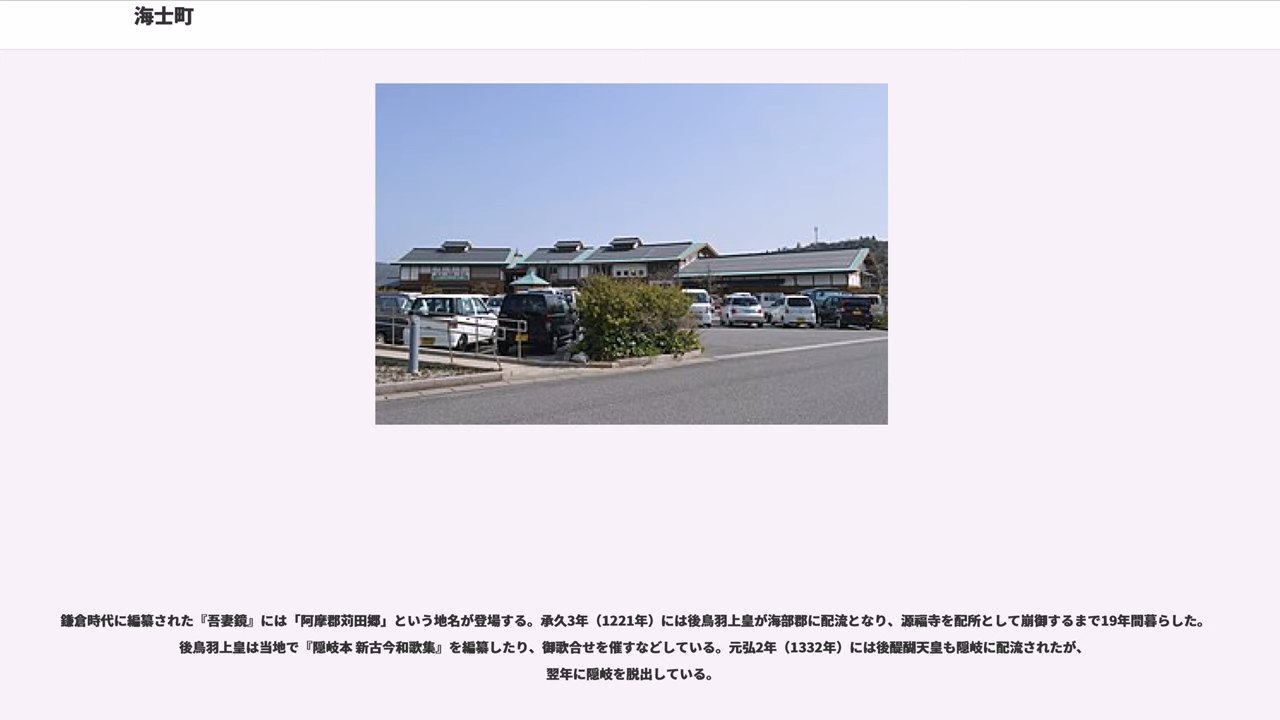 海士町
鎌倉時代に編纂された『吾妻鏡』には「阿摩郡苅田郷」という地名が登場する。承久3年（1221年）には後鳥羽上皇が海部郡に配流となり、源福寺を配所として崩御するまで19年間暮らした。
後鳥羽上皇は当地で『隠岐本 新古今和歌集』を編纂したり、御歌合せを催すなどしている。元弘2年（1332年）には後醍醐天皇も隠岐に配流されたが、
翌年に隠岐を脱出している。